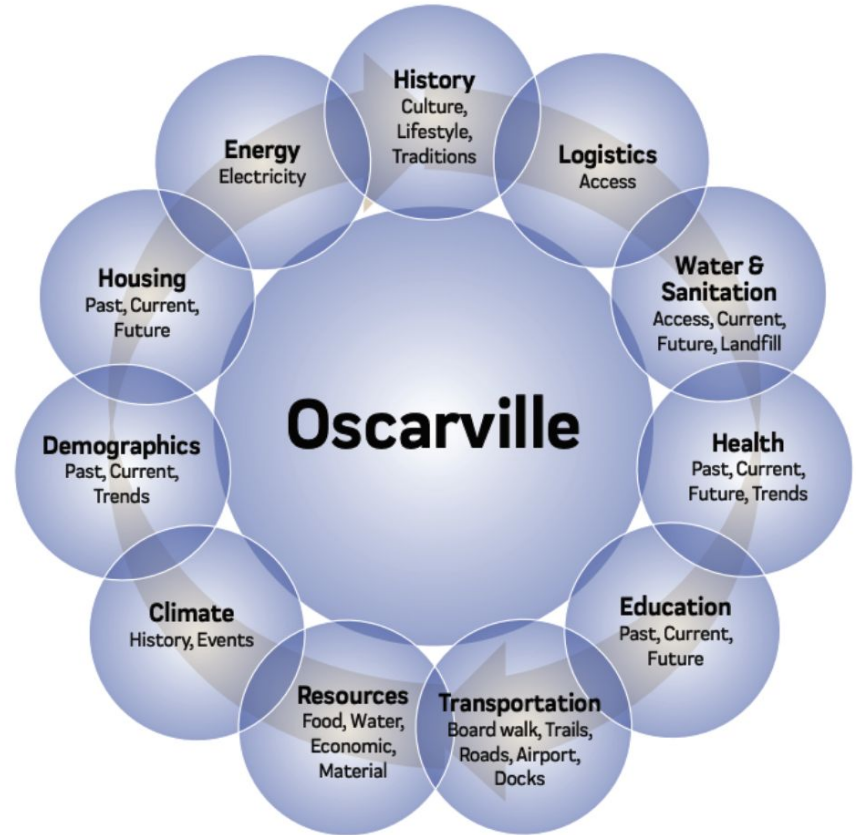 History
Culture,
Lifestyle,
Traditions
Logistics
Access
Water &
Sanitation
Access, Current,
Future, Landfill
Health
Past, Current,
Future, Trends
Education
Past, Current,
Future
Transportation
Board walk, Trails,
Roads, Airport,
Docks
Resources
Food, Water,
Economic,
Material
Climate
History, Events
Demographics
Past, Current,
Trends
Housing
Past, Current,
Future
Energy
Electricity
Oscarville